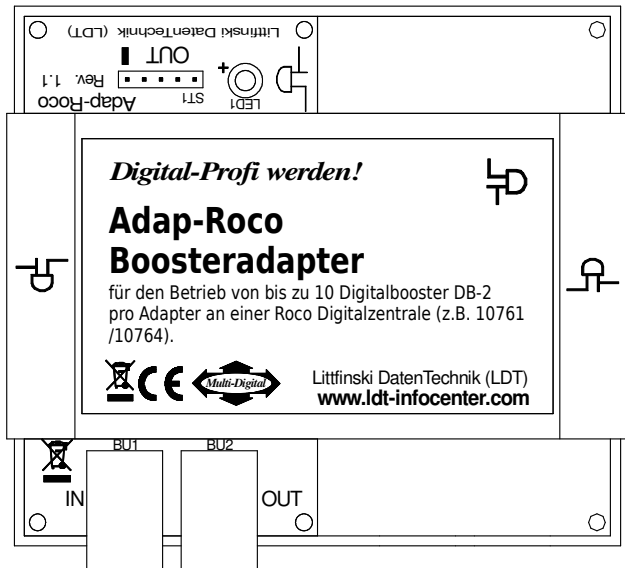 Littfinski DatenTechnik (LDT)
OUT
Adap-Roco Rev. 1.1
ST1
+
LED1
Digital-Profi werden!
Adap-Roco
Boosteradapter
für den Betrieb von bis zu 10 Digitalbooster DB-2
pro Adapter an einer Roco Digitalzentrale (z.B. 10761
/10764).
CE
Multi-Digital
Littfinski DatenTechnik (LDT)
www.ldt-infocenter.com
BU1
BU2
IN
OUT